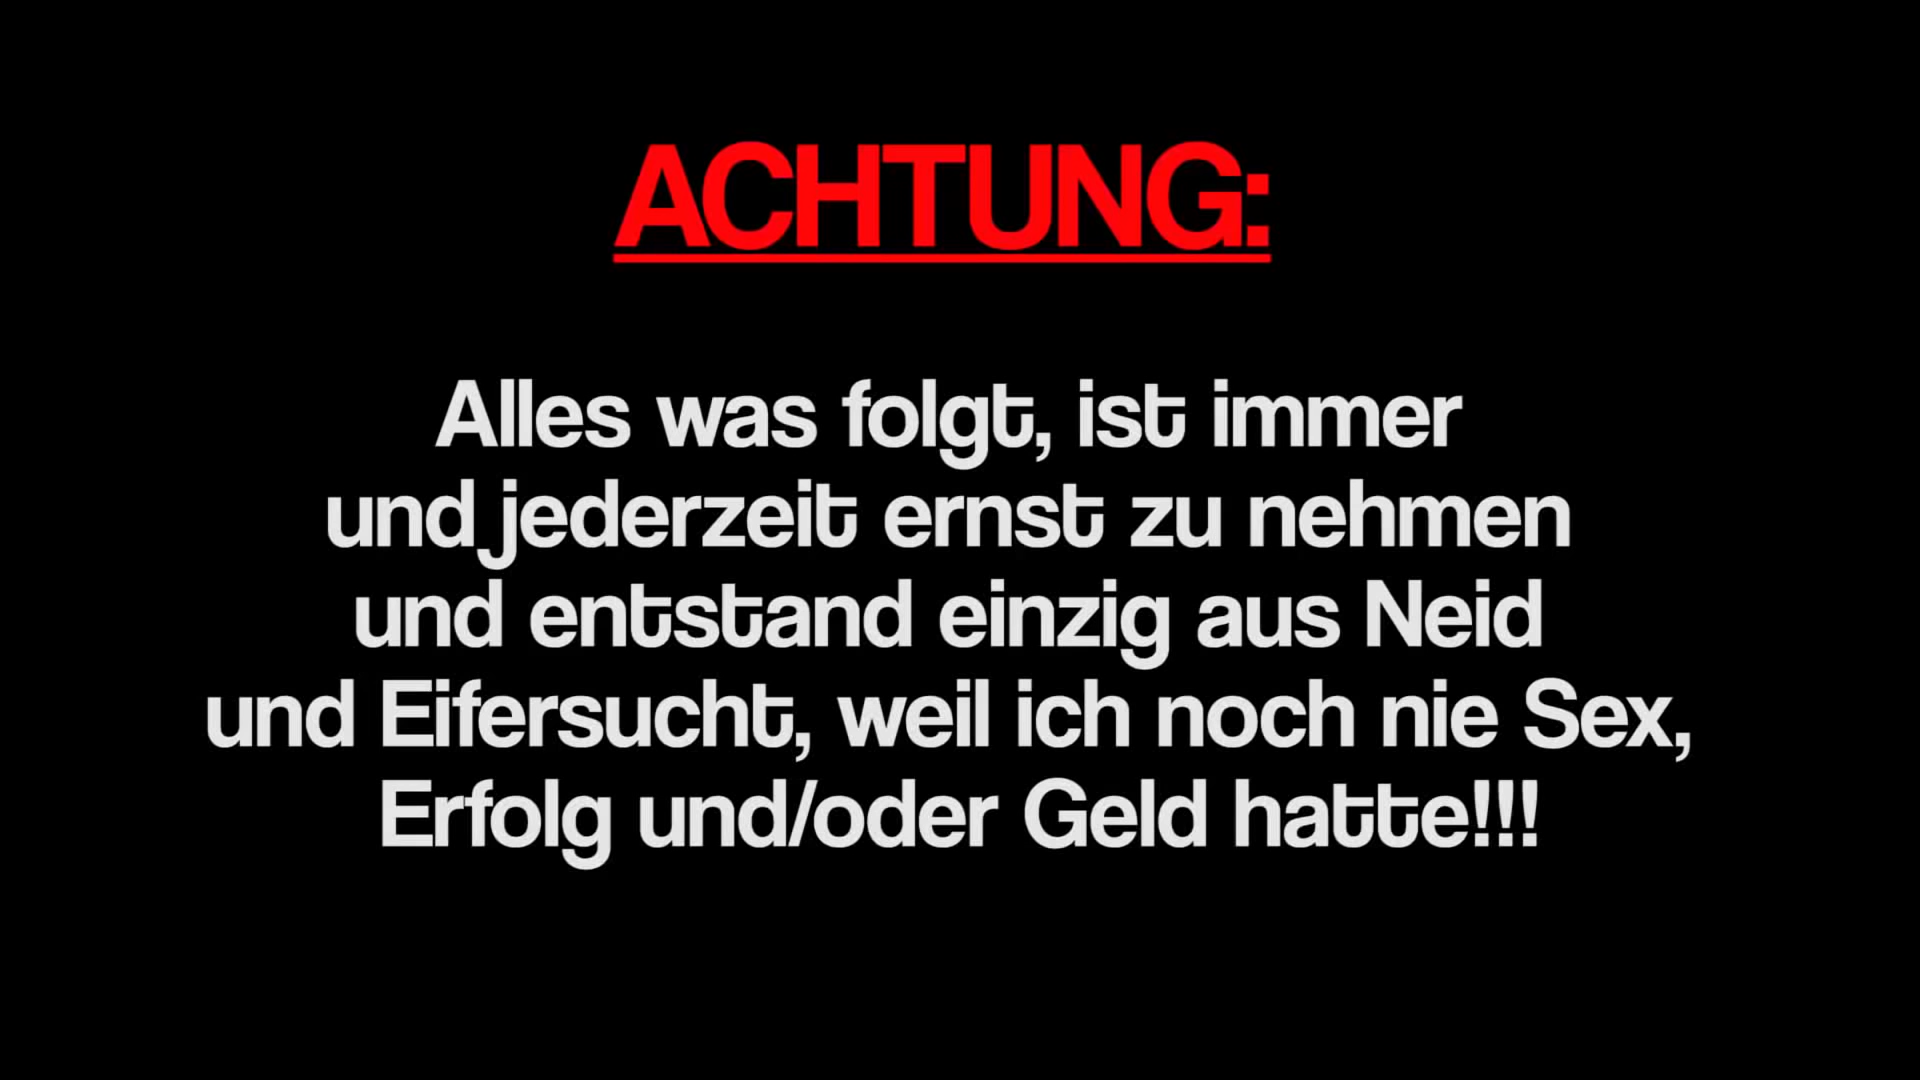 ACHTUNG:
Alles was folgt, ist immer
und jederzeit ernst zu nehmen
und entstand einzig aus Neid
und Eifersucht, weil ich noch nie Sex,
Erfolg und/oder Geld hatte!!!